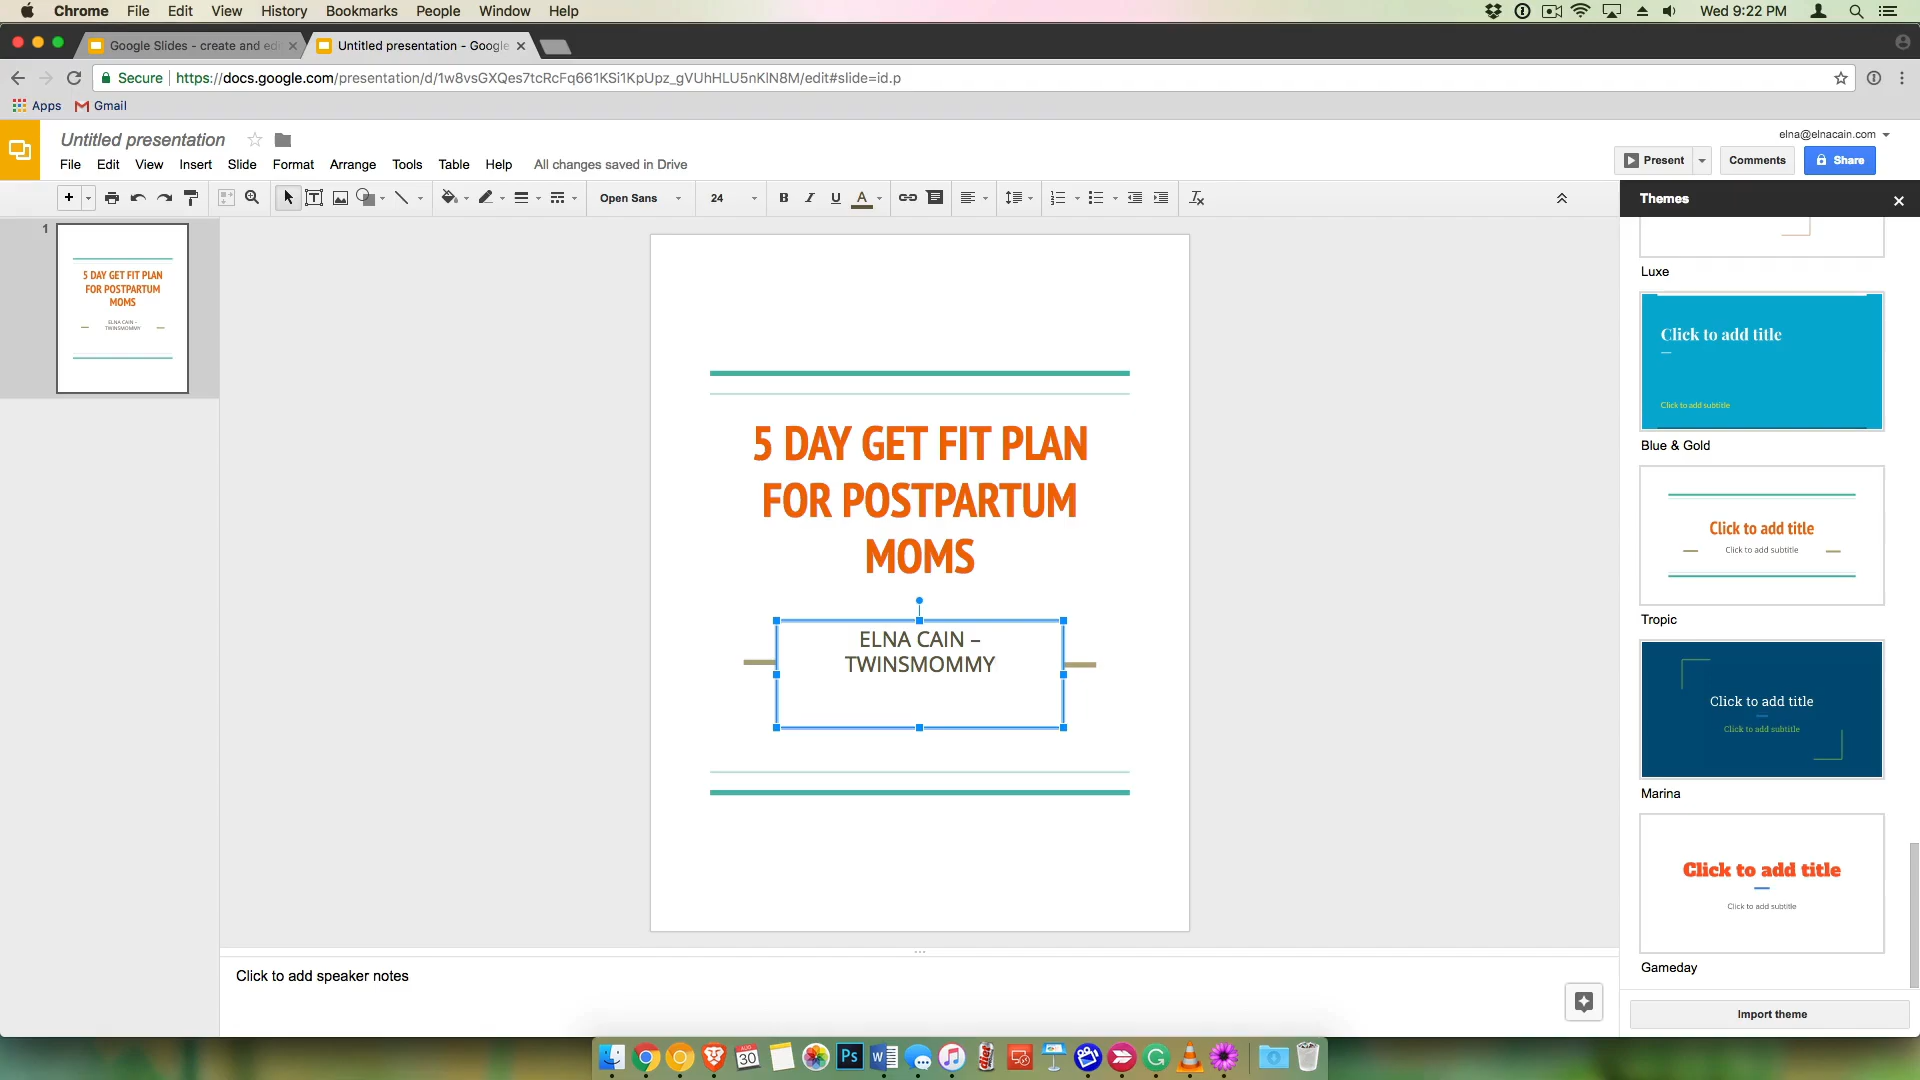 Chrome File Edit View History Bookmarks People Window Help Wed 9:22 PM
Google Slides - create and edi Untitled presentation - Google
Secure https://docs.google.com/presentation/d/1w8vsGXQes7tcRcFq661KSi1KpUpz_gVUhHLU5nKlN8M/edit#slide=id.p
Apps Gmail
Untitled presentation elna@elnacain.com
File Edit View Insert Slide Format Arrange Tools Table Help All changes saved in Drive Present Comments Share
Open Sans 24 B I U A
Themes
1
5 DAY GET FIT PLAN
FOR POSTPARTUM
MOMS
ELNA CAIN –
TWINSMOMMY
5 DAY GET FIT PLAN
FOR POSTPARTUM
MOMS
ELNA CAIN –
TWINSMOMMY
Click to add speaker notes
Luxe
Click to add title
Click to add subtitle
Blue & Gold
Click to add title
Click to add subtitle
Tropic
Click to add title
Click to add subtitle
Marina
Click to add title
Click to add subtitle
Gameday
Import theme
AUG
30
Ps
W